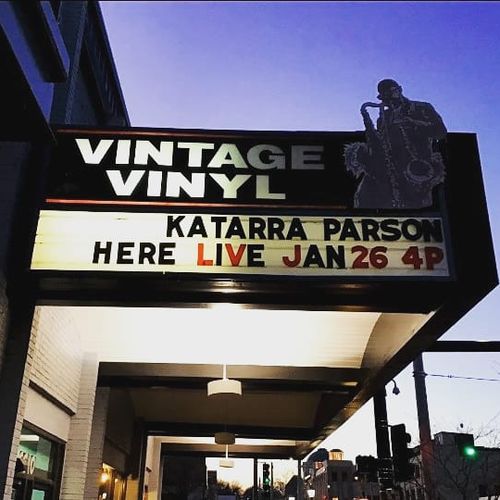 VINTAGE
VINYL
KATARRA PARSON
HERE LIVE JAN 26 4P